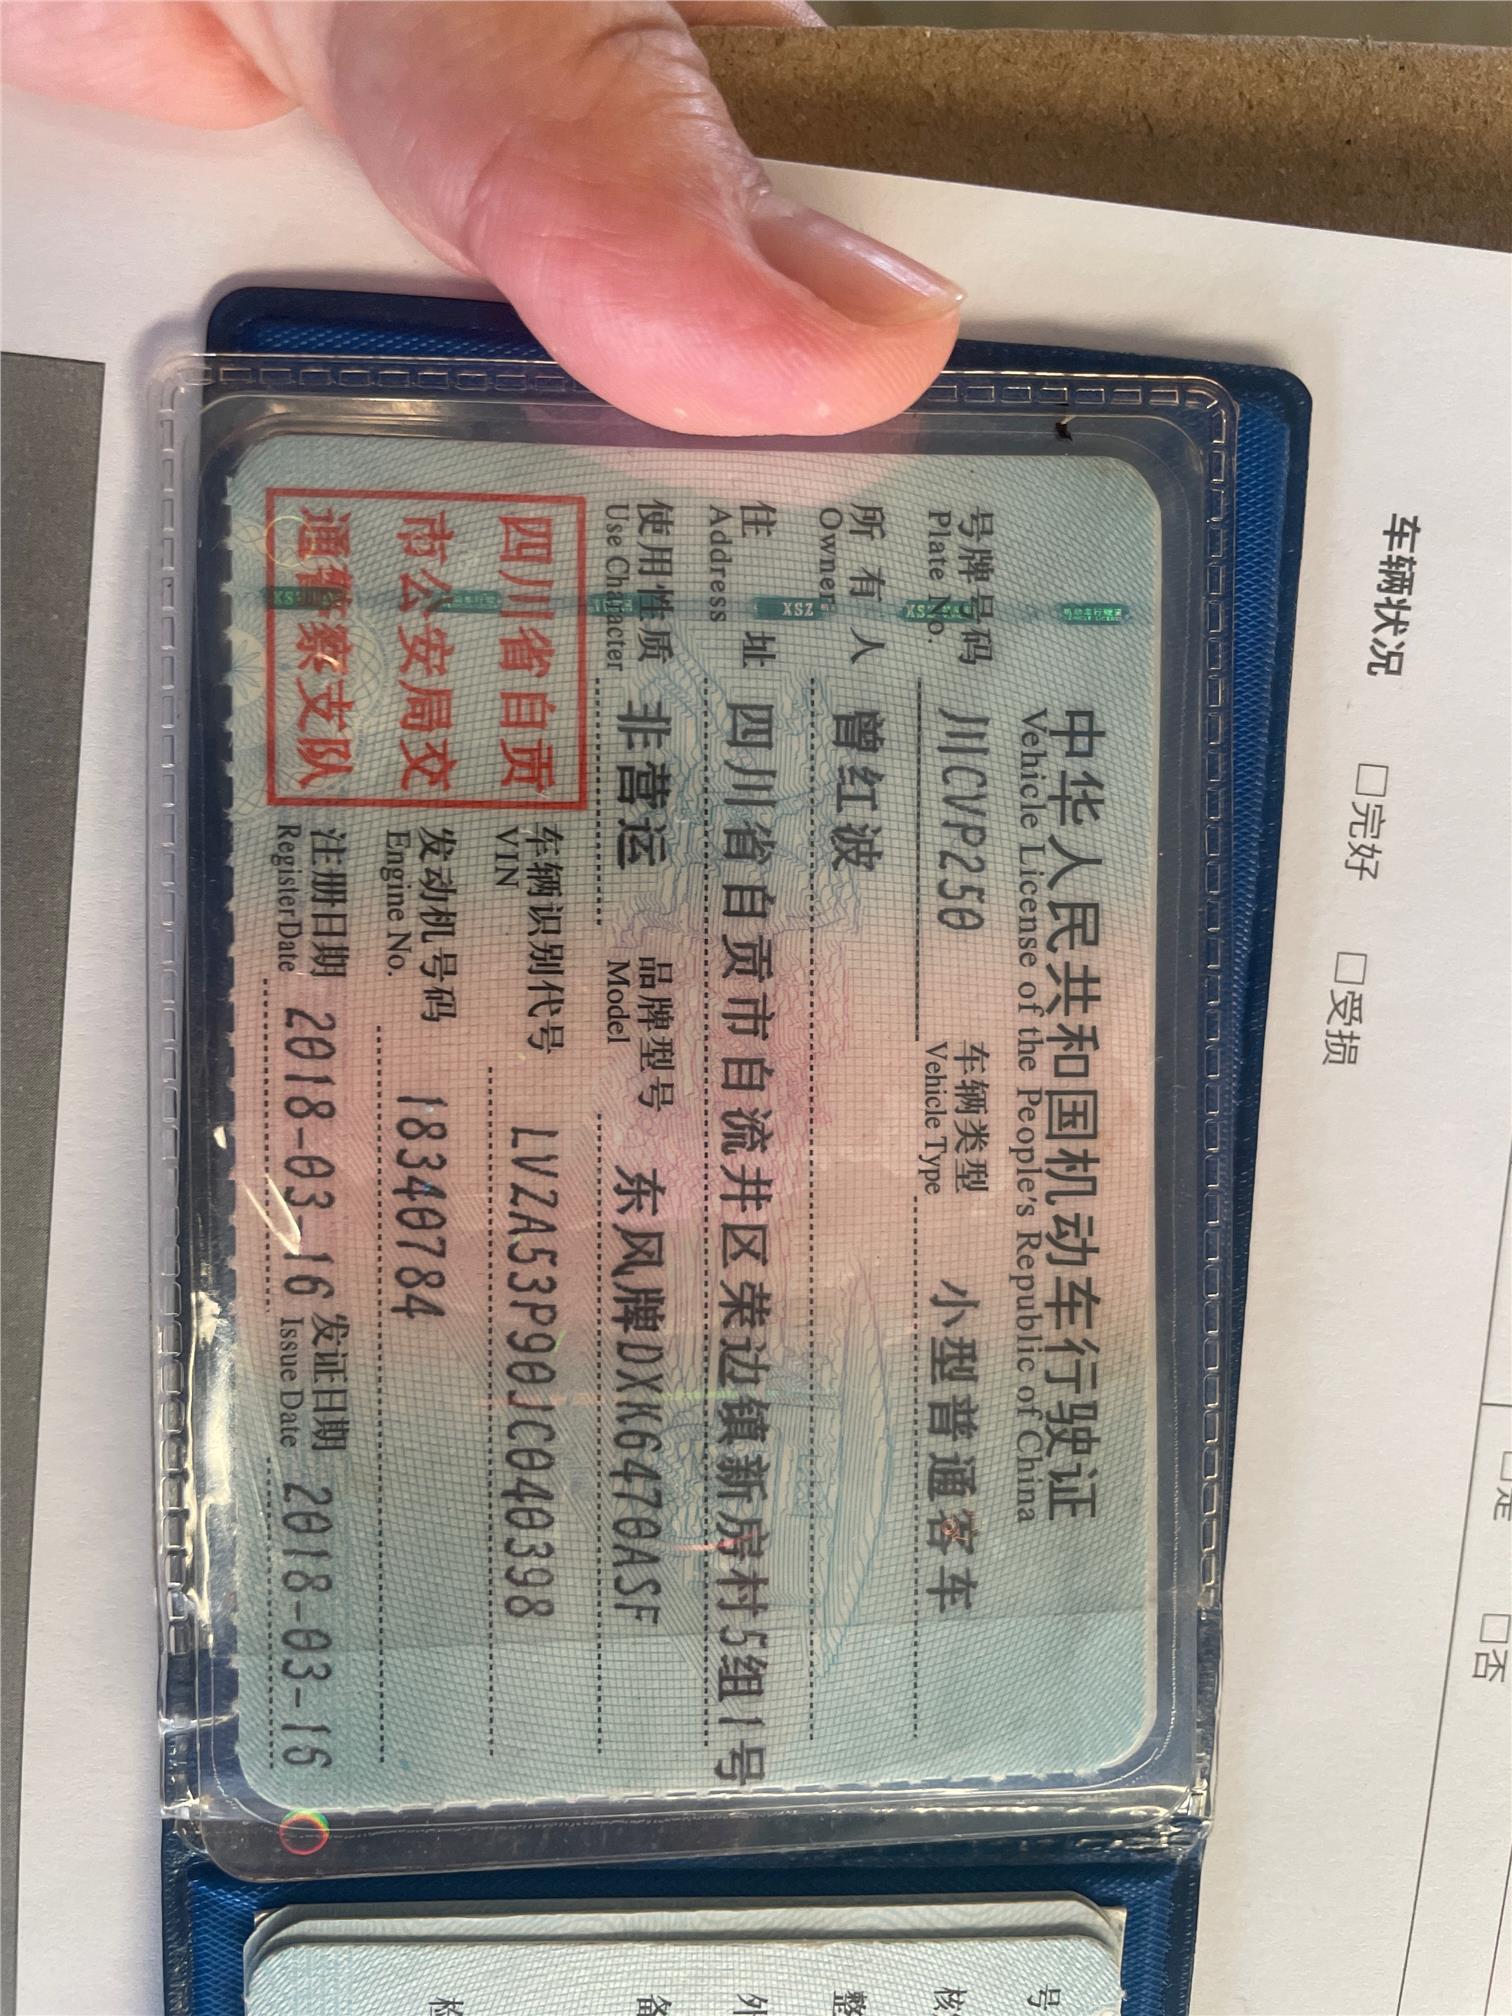 车辆状况 □完好 □受损
□否
中华人民共和国机动车行驶证
Vehicle License of the People's Republic of China
号牌号码 川CVP250 车辆类型 小型普通客车
Plate No. Vehicle Type
所有人 曾红波
Owner
住址 四川省自贡市自流井区荣边镇新房村5组1号
Address
使用性质 非营运 品牌型号 东风牌DXK6470ASF
Use Character Model
四川省自贡
市公安局交
通警察支队
车辆识别代号 LVZA53P90JC040398
VIN
发动机号码 18340784
Engine No.
注册日期 2018-03-16 发证日期 2018-03-16
Register Date Issue Date
号
核
整
外
备
检